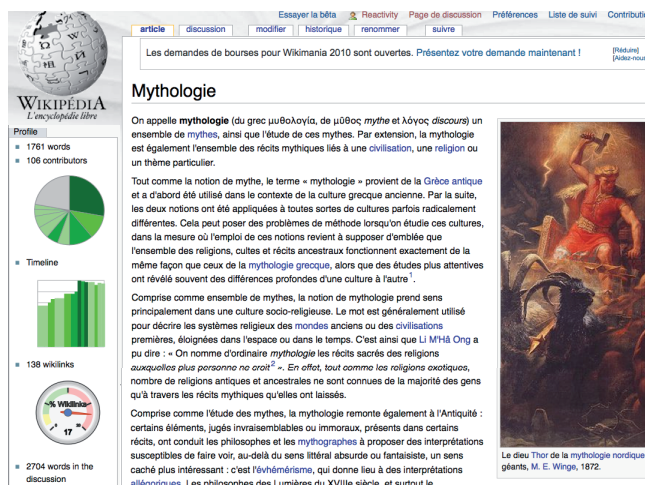 Essayer la bêta Reactivity Page de discussion Préférences Liste de suivi Contributi
article discussion modifier historique renommer suivre
Les demandes de bourses pour Wikimania 2010 sont ouvertes. Présentez votre demande maintenant !
[Réduire]
[Aidez-nous
WIKIPÉDIA
L'encyclopédie libre
Profile
1761 words
106 contributors
Timeline
138 wikilinks
% Wikilinks
17
2704 words in the
discussion
Mythologie
On appelle mythologie (du grec μυθολογία, de μῦθος mythe et λόγος discours) un
ensemble de mythes, ainsi que l'étude de ces mythes. Par extension, la mythologie
est également l'ensemble des récits mythiques liés à une civilisation, une religion ou
un thème particulier.
Tout comme la notion de mythe, le terme « mythologie » provient de la Grèce antique
et a d'abord été utilisé dans le contexte de la culture grecque ancienne. Par la suite,
les deux notions ont été appliquées à toutes sortes de cultures parfois radicalement
différentes. Cela peut poser des problèmes de méthode lorsqu'on étudie ces cultures,
dans la mesure où l'emploi de ces notions revient à supposer d'emblée que
l'ensemble des religions, cultes et récits ancestraux fonctionnent exactement de la
même façon que ceux de la mythologie grecque, alors que des études plus attentives
ont révélé souvent des différences profondes d'une culture à l'autre 1.
Comprise comme ensemble de mythes, la notion de mythologie prend sens
principalement dans une culture socio-religieuse. Le mot est généralement utilisé
pour décrire les systèmes religieux des mondes anciens ou des civilisations
premières, éloignées dans l'espace ou dans le temps. C'est ainsi que Li M'Hâ Ong a
pu dire : « On nomme d'ordinaire mythologie les récits sacrés des religions
auxquelles plus personne ne croit 2 ». En effet, tout comme les religions exotiques,
nombre de religions antiques et ancestrales ne sont connues de la majorité des gens
qu'à travers les récits mythiques qu'elles ont laissés.
Comprise comme l'étude des mythes, la mythologie remonte également à l'Antiquité :
certains éléments, jugés invraisemblables ou immoraux, présents dans certains
récits, ont conduit les philosophes et les mythographes à proposer des interprétations
susceptibles de faire voir, au-delà du sens littéral absurde ou fantaisiste, un sens
caché plus intéressant : c'est l'évhémérisme, qui donne lieu à des interprétations
allégoriques. Les philosophes des Lumières du XVIIIe siècle, et surtout le
Le dieu Thor de la mythologie nordique
géants, M. E. Winge, 1872.